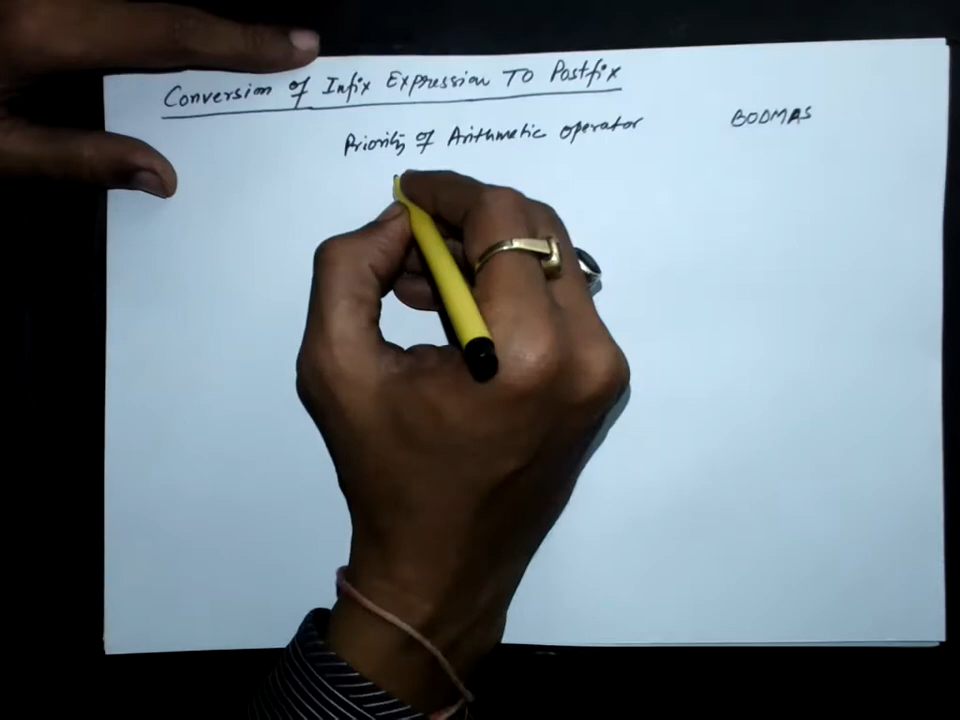 Conversion of Infix Expression To Postfix
Priority of Arithmetic operator
BODMAS